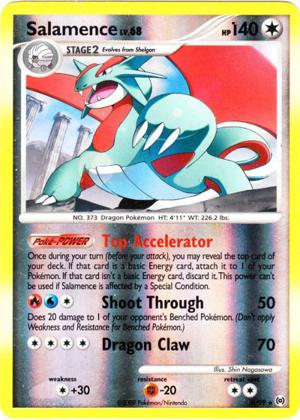 Salamence LV.68 HP 140
STAGE 2 Evolves from Shelgon
NO. 373 Dragon Pokémon HT: 4'11" WT: 226.2 lbs.
Poké-POWER Top Accelerator
Once during your turn (before your attack), you may reveal the top card
of your deck. If that card is a basic Energy card, attach it to 1 of your
Pokémon. If that card isn't a basic Energy card, discard it. This power can't
be used if Salamence is affected by a Special Condition.
Shoot Through 50
Does 20 damage to 1 of your opponent's Benched Pokémon. (Don't apply
Weakness and Resistance for Benched Pokémon.)
Dragon Claw 70
Illus. Shin Nagasawa
weakness resistance retreat cost
+30 -20
Pokémon/Nintendo